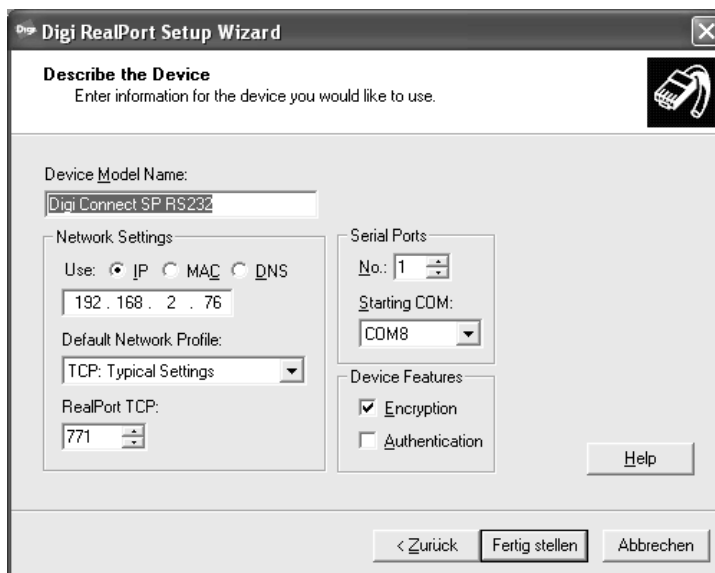 Digi Digi RealPort Setup Wizard
Describe the Device
Enter information for the device you would like to use.
Device Model Name:
Digi Connect SP RS232
Network Settings
Use: IP MAC DNS
192 . 168 . 2 . 76
Default Network Profile:
TCP: Typical Settings
RealPort TCP:
771
Serial Ports
No.: 1
Starting COM:
COM8
Device Features
Encryption
Authentication
Help
< Zurück Fertig stellen Abbrechen